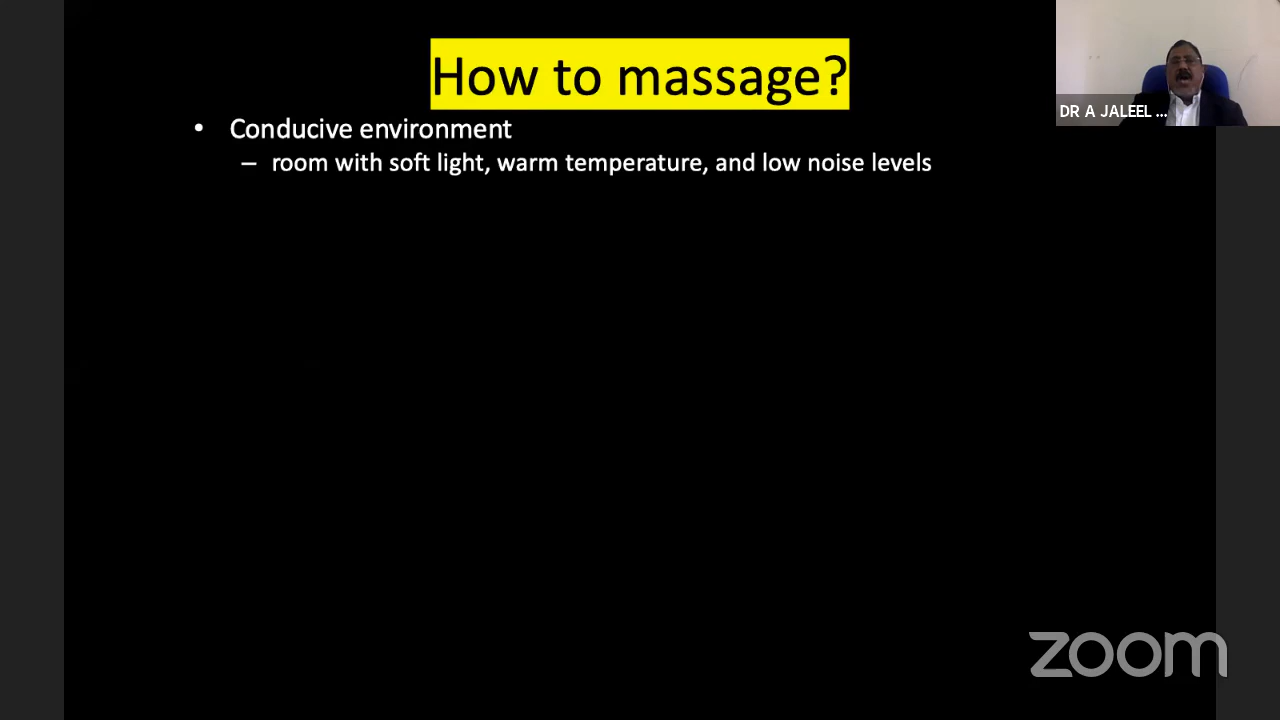 How to massage?
• Conducive environment
– room with soft light, warm temperature, and low noise levels
DR A JALEEL ...
zoom